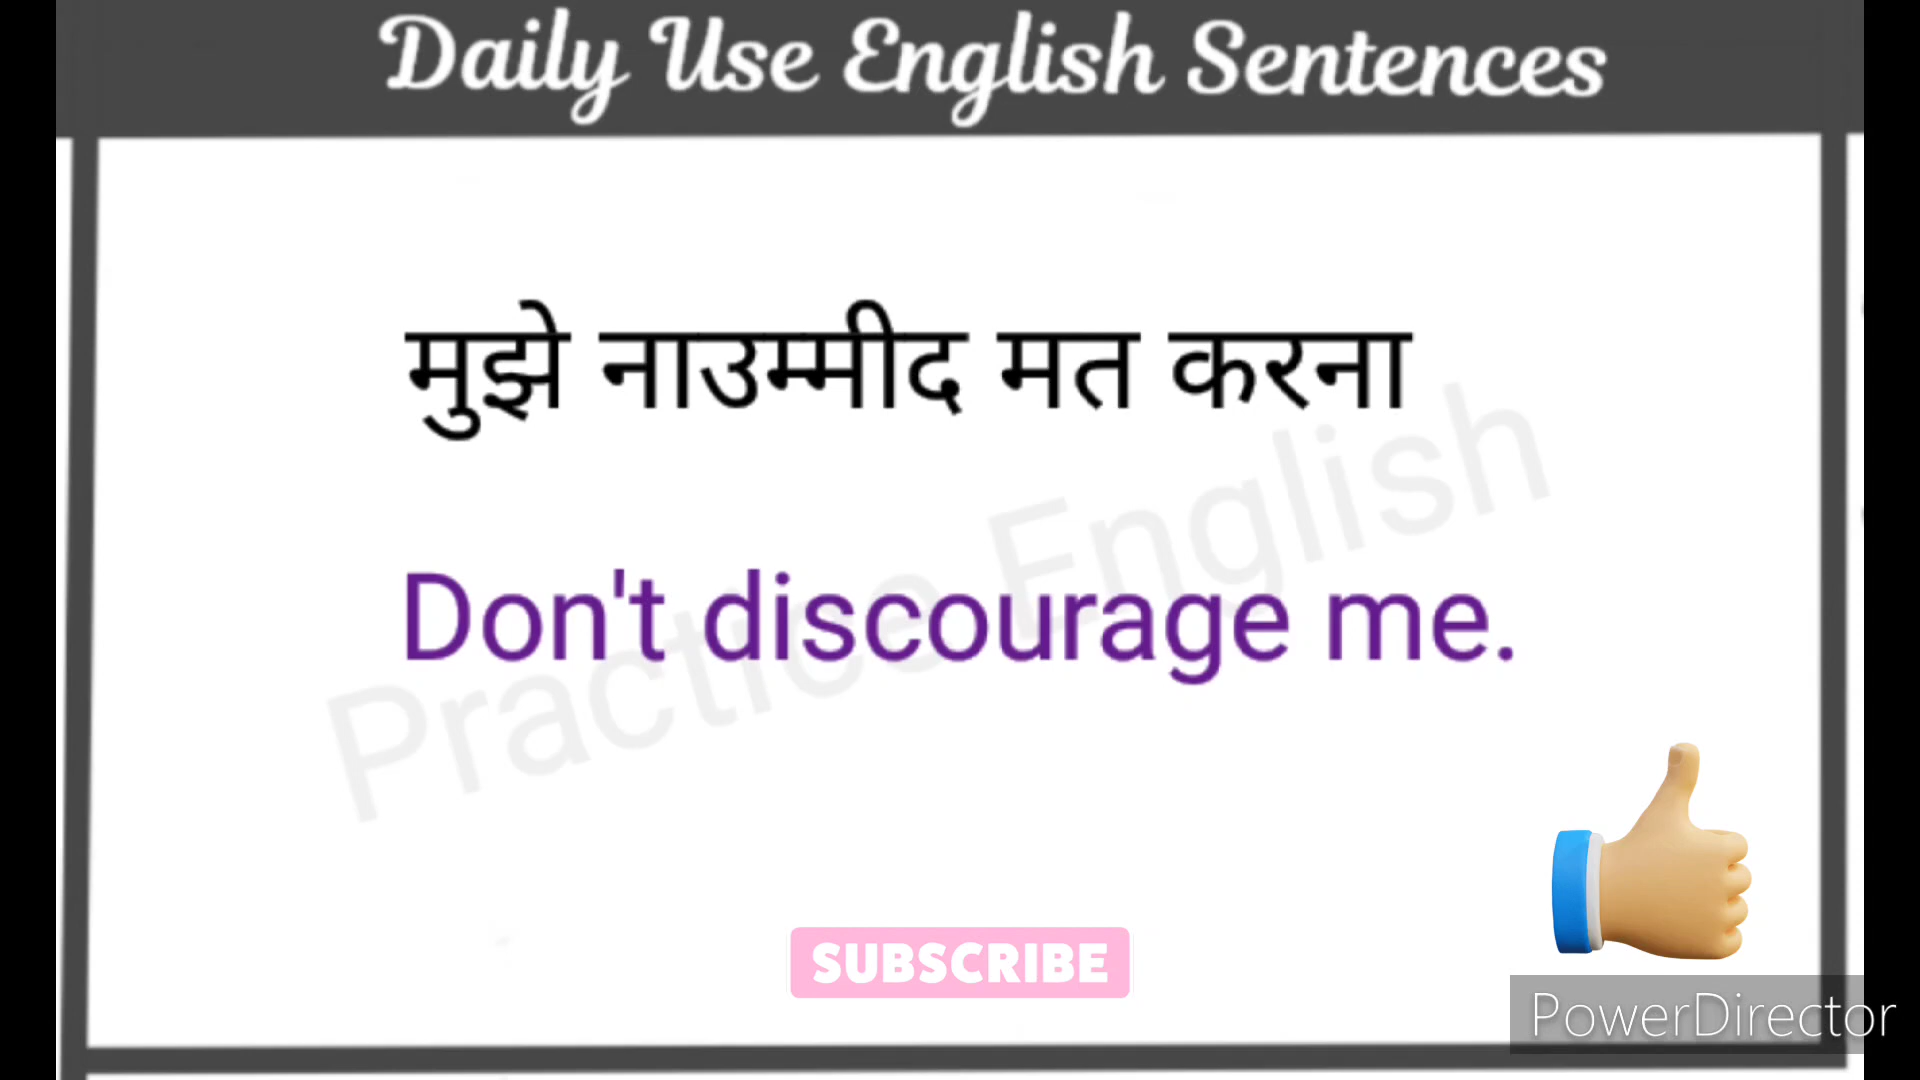 Daily Use English Sentences
मुझे नाउम्मीद मत करना
Don't discourage me.
Practice English
SUBSCRIBE
PowerDirector